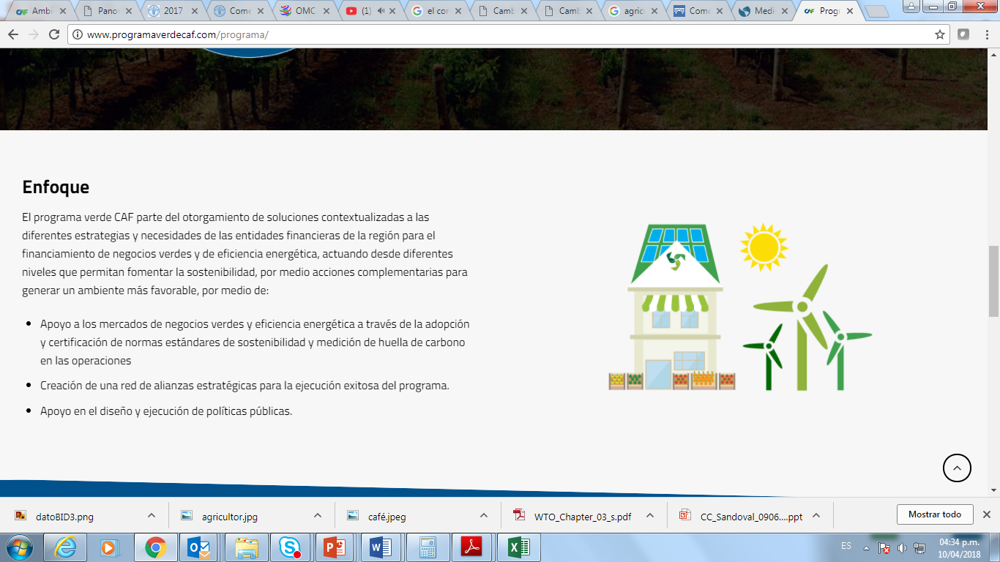 Ambi
Pano
2017
Come
OMC
(1)
el cor
Camb
Camb
agric
Come
Medi
Progr
www.programaverdecaf.com/programa/
Enfoque
El programa verde CAF parte del otorgamiento de soluciones contextualizadas a las
diferentes estrategias y necesidades de las entidades financieras de la región para el
financiamiento de negocios verdes y de eficiencia energética, actuando desde diferentes
niveles que permitan fomentar la sostenibilidad, por medio acciones complementarias para
generar un ambiente más favorable, por medio de:
Apoyo a los mercados de negocios verdes y eficiencia energética a través de la adopción
y certificación de normas estándares de sostenibilidad y medición de huella de carbono
en las operaciones
Creación de una red de alianzas estratégicas para la ejecución exitosa del programa.
Apoyo en el diseño y ejecución de políticas públicas.
datoBID3.png
agricultor.jpg
café.jpeg
WTO_Chapter_03_s.pdf
CC_Sandoval_0906....ppt
Mostrar todo
ES
04:34 p.m.
10/04/2018